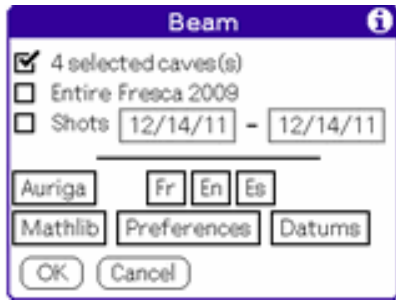 Beam
4 selected caves(s)
Entire Fresca 2009
Shots 12/14/11 - 12/14/11
Auriga Fr En Es
Mathlib Preferences Datums
OK Cancel